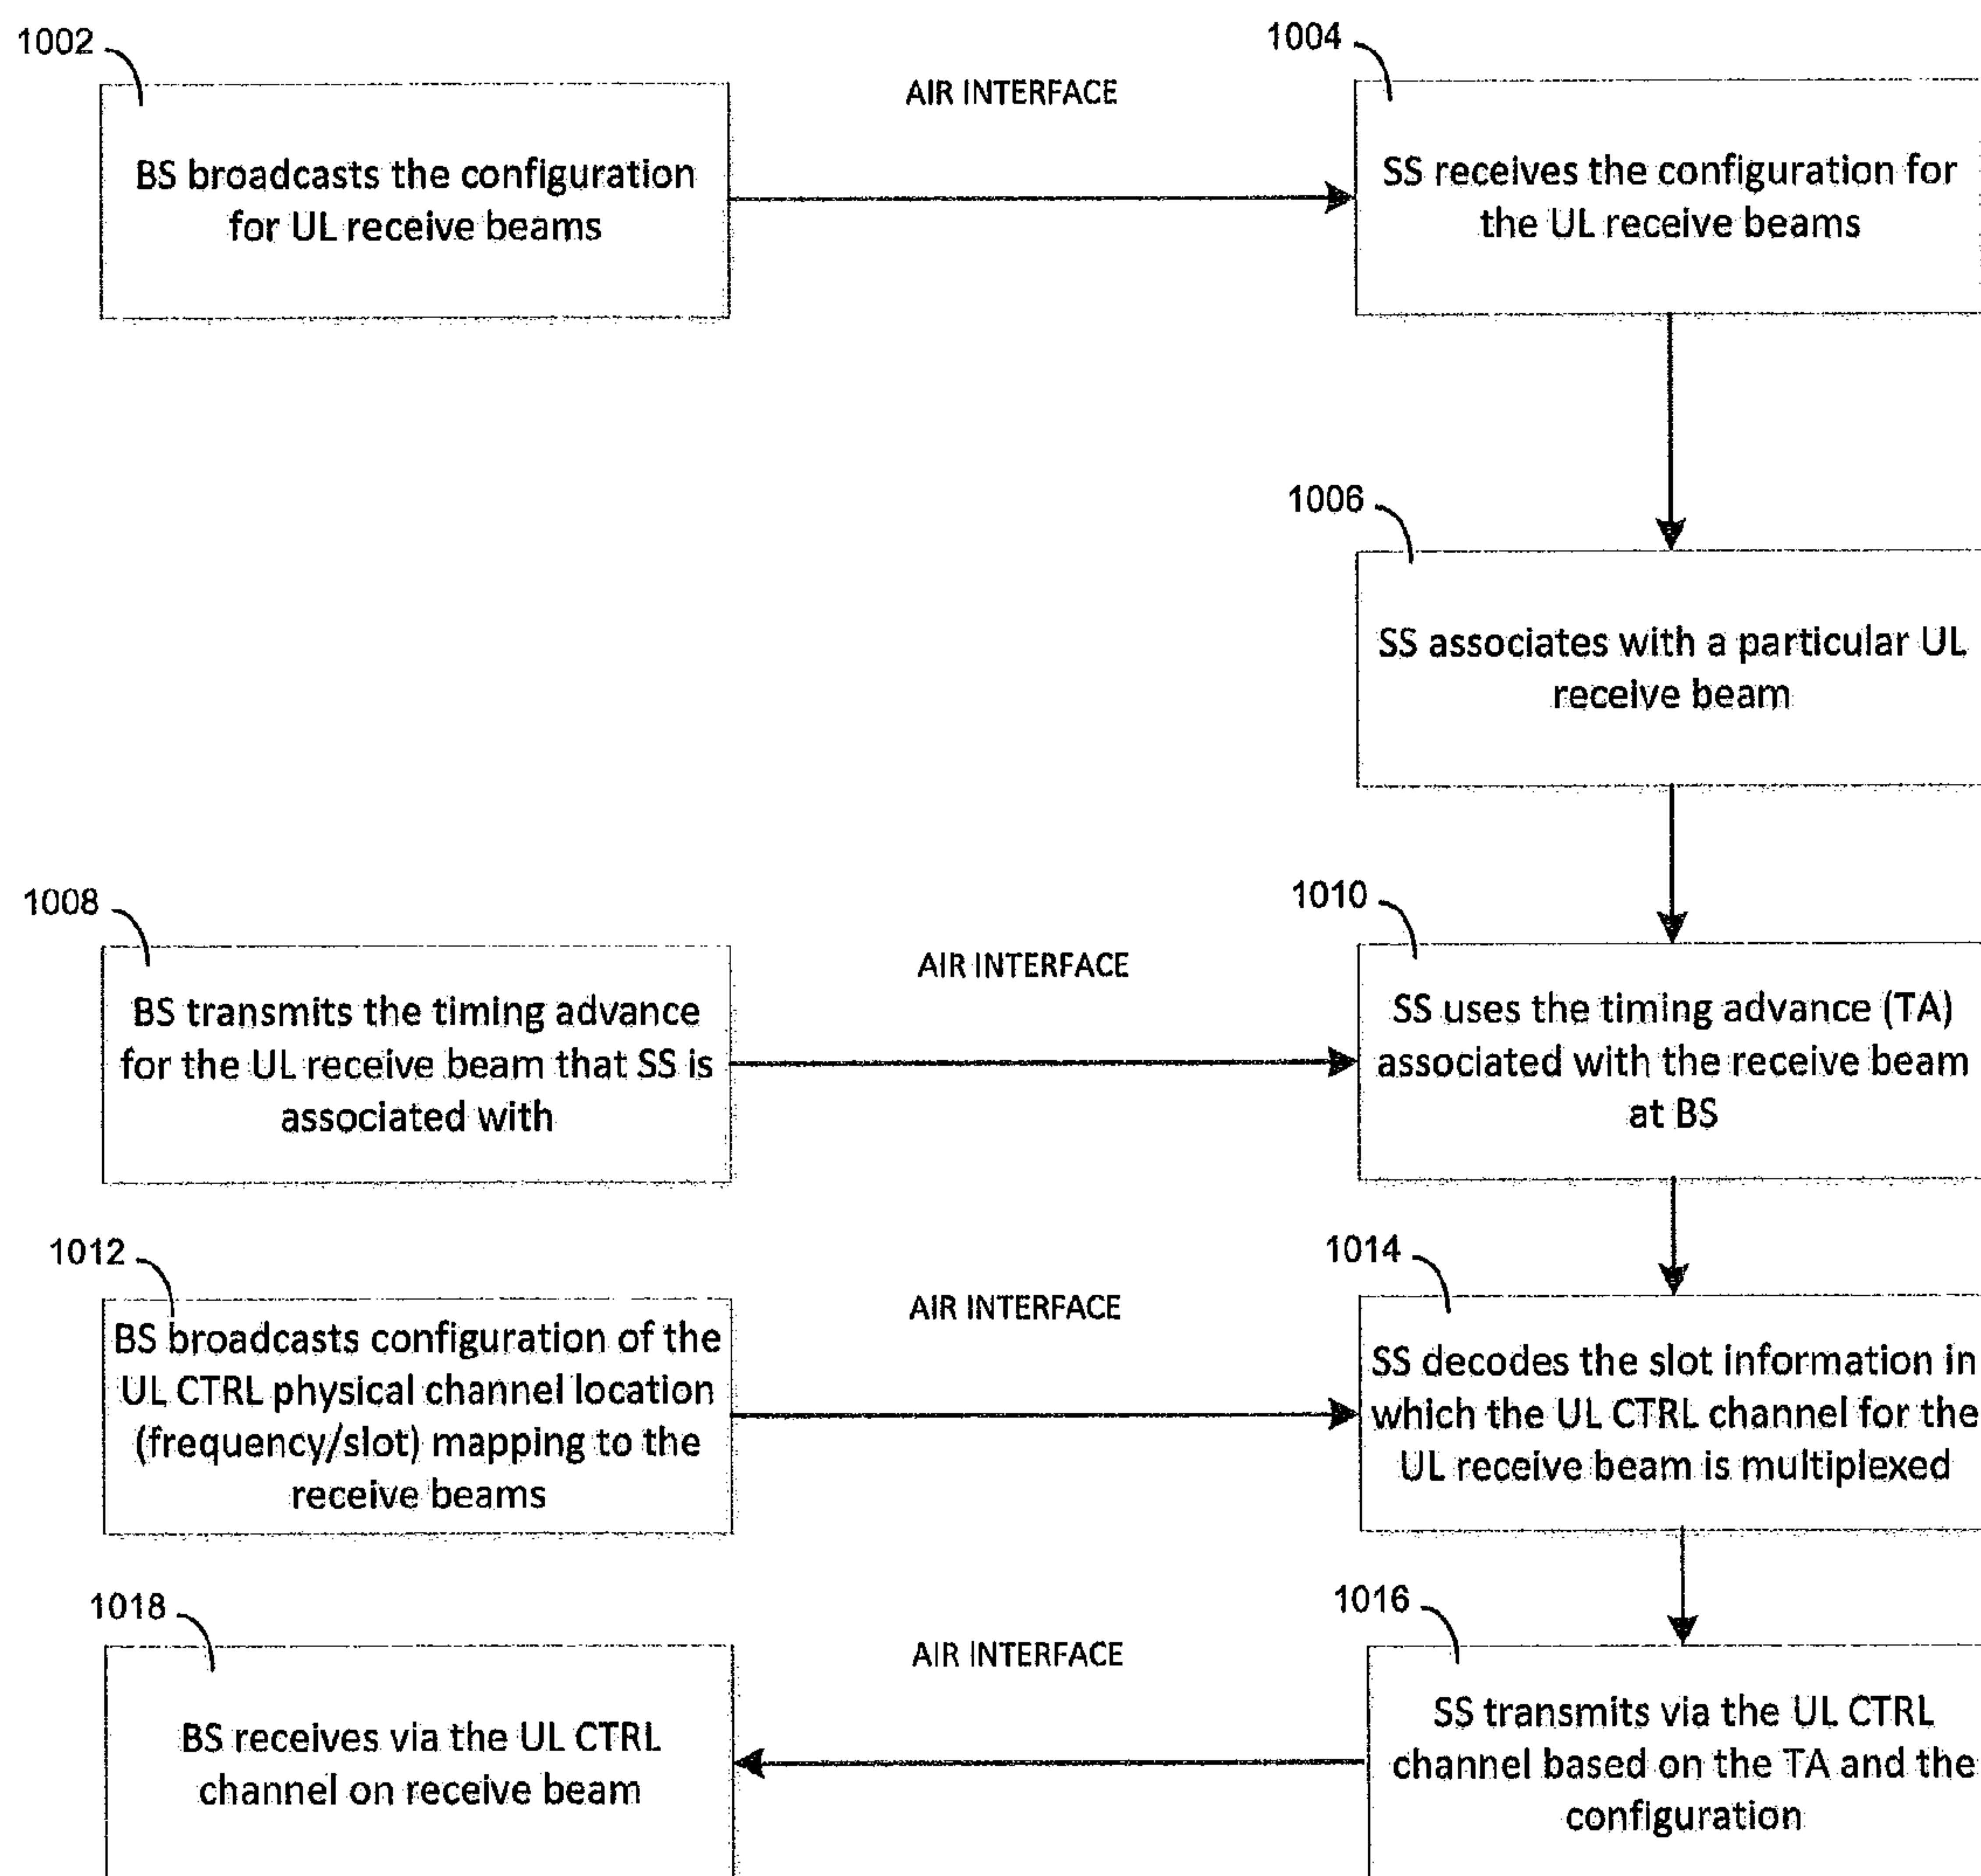 1002
1004
AIR INTERFACE
BS broadcasts the configuration
for UL receive beams
SS receives the configuration for
the UL receive beams
1006
SS associates with a particular UL
receive beam
1008
1010
AIR INTERFACE
BS transmits the timing advance
for the UL receive beam that SS is
associated with
SS uses the timing advance (TA)
associated with the receive beam
at BS
1012
1014
AIR INTERFACE
BS broadcasts configuration of the
UL CTRL physical channel location
(frequency/slot) mapping to the
receive beams
SS decodes the slot information in
which the UL CTRL channel for the
UL receive beam is multiplexed
1018
1016
AIR INTERFACE
BS receives via the UL CTRL
channel on receive beam
SS transmits via the UL CTRL
channel based on the TA and the
configuration